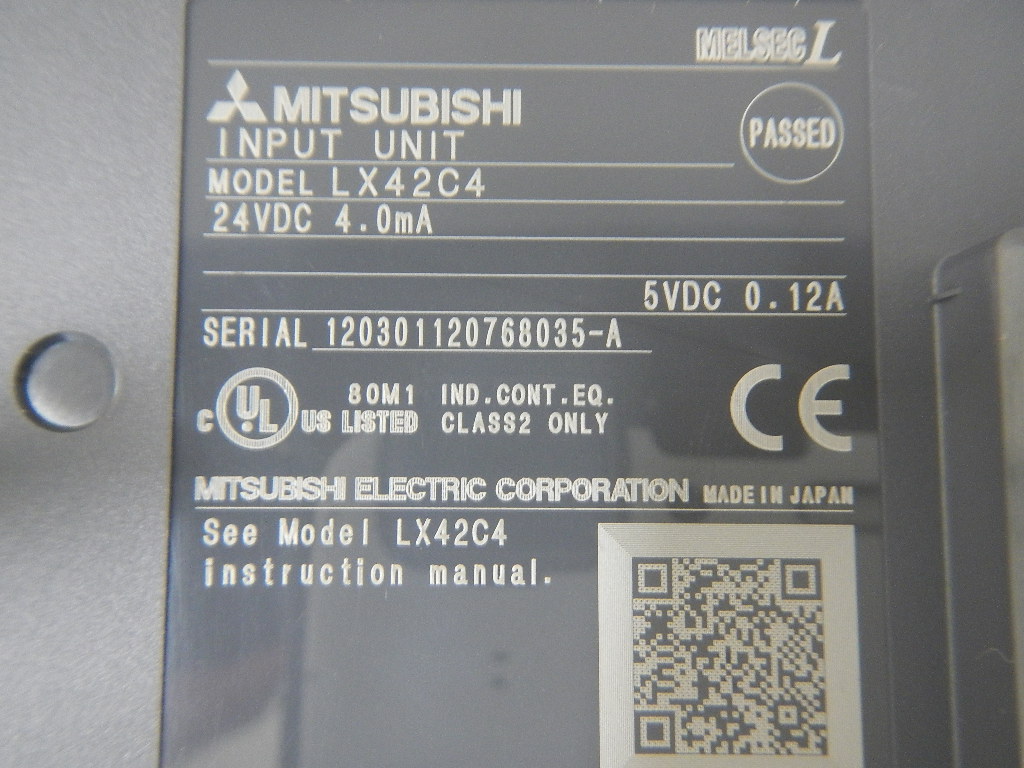 MELSEC L
MITSUBISHI
PASSED
INPUT UNIT
MODEL LX42C4
24VDC 4.0mA
5VDC 0.12A
SERIAL 120301120768035-A
C UL US 80M1 IND.CONT.EQ.
LISTED CLASS2 ONLY
CE
MITSUBISHI ELECTRIC CORPORATION MADE IN JAPAN
See Model LX42C4
instruction manual.